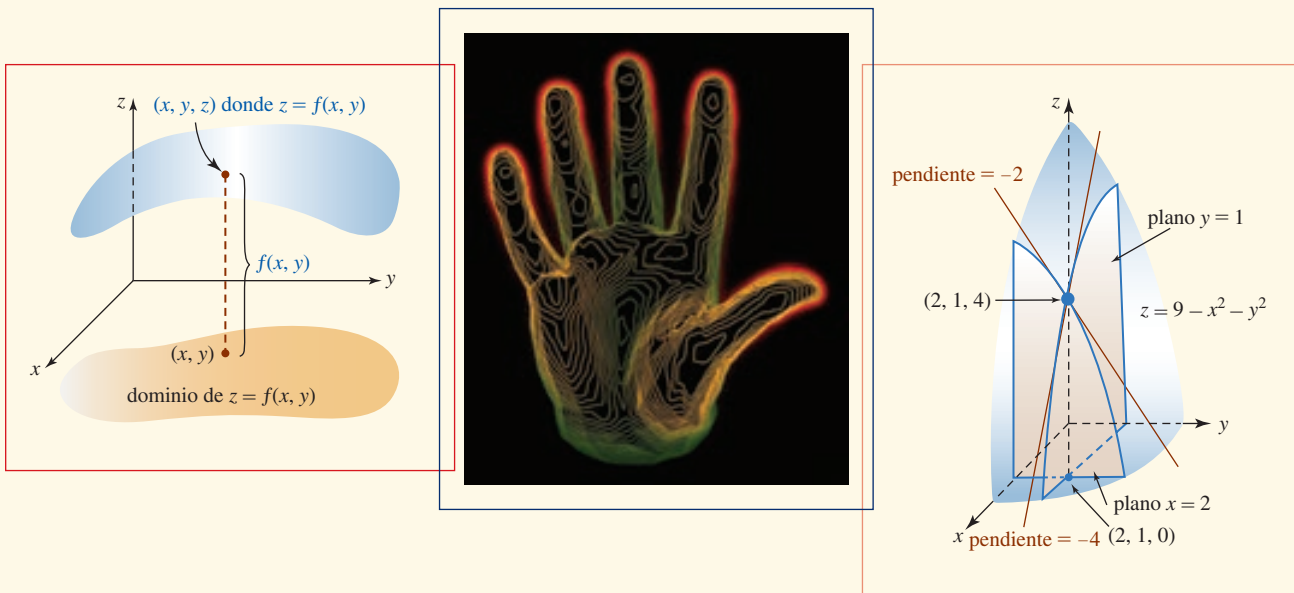 z
(x, y, z) donde z = f(x, y)
f(x, y)
y
(x, y)
x
dominio de z = f(x, y)
z
pendiente = –2
plano y = 1
(2, 1, 4)
z = 9 – x² – y²
y
plano x = 2
x
pendiente = –4
(2, 1, 0)